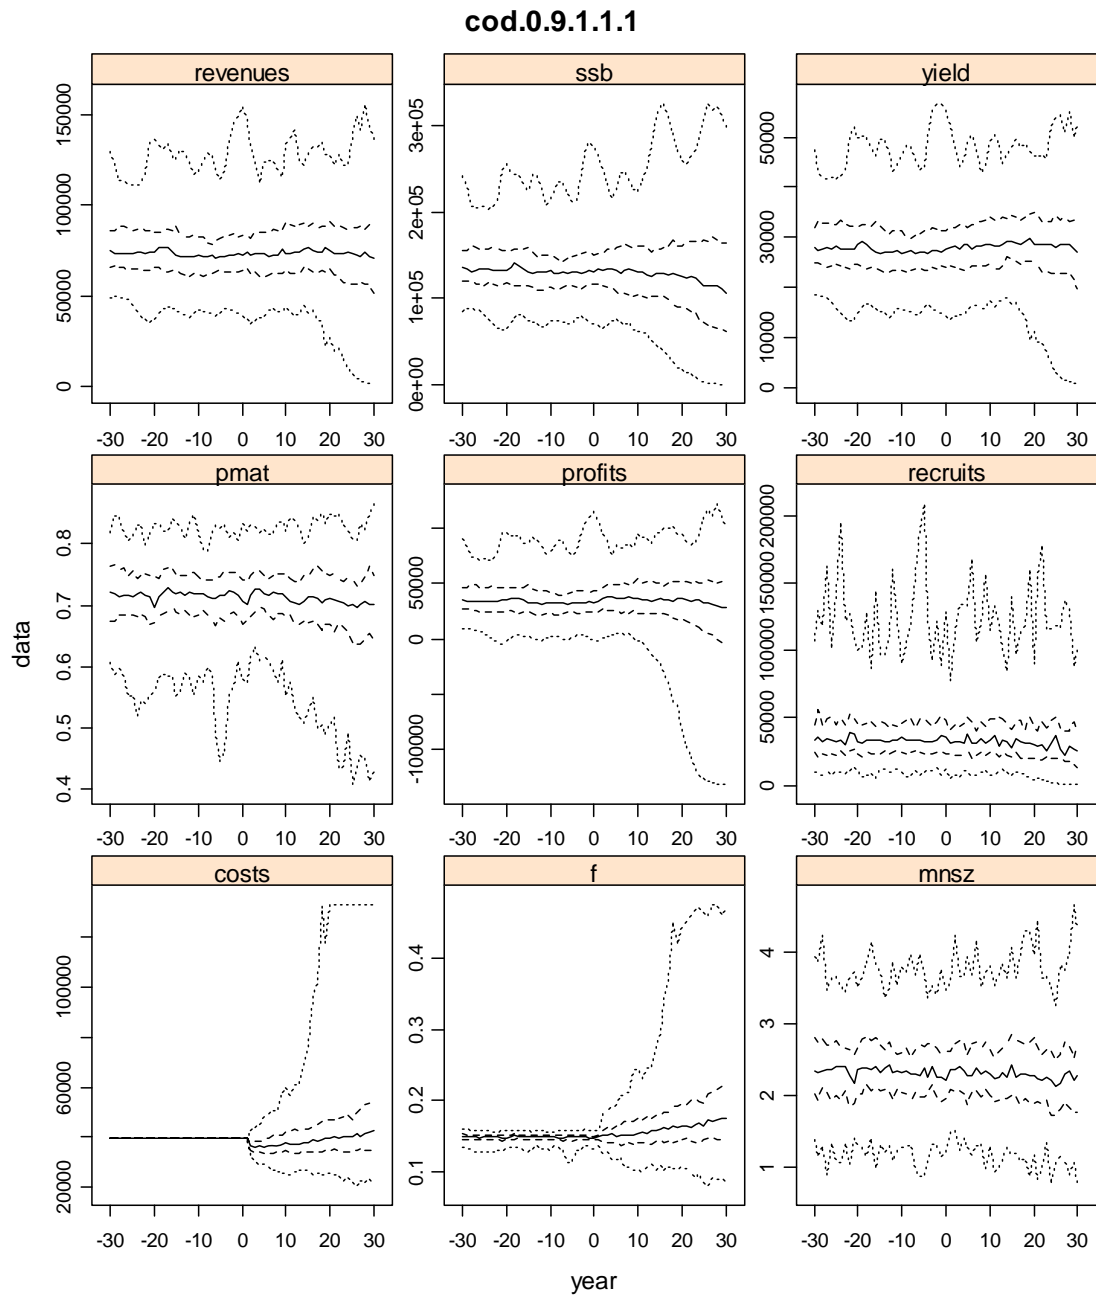 cod.0.9.1.1.1
revenues ssb yield
0 50000 100000 150000
0e+00 1e+05 2e+05 3e+05
0 10000 30000 50000
-30 -20 -10 0 10 20 30 -30 -20 -10 0 10 20 30 -30 -20 -10 0 10 20 30
pmat profits recruits
data
0.4 0.5 0.6 0.7 0.8
-100000 0 50000
0 50000 100000 150000 200000
-30 -20 -10 0 10 20 30 -30 -20 -10 0 10 20 30 -30 -20 -10 0 10 20 30
costs f mnsz
20000 60000 100000
0.1 0.2 0.3 0.4
1 2 3 4
-30 -20 -10 0 10 20 30 -30 -20 -10 0 10 20 30 -30 -20 -10 0 10 20 30
year